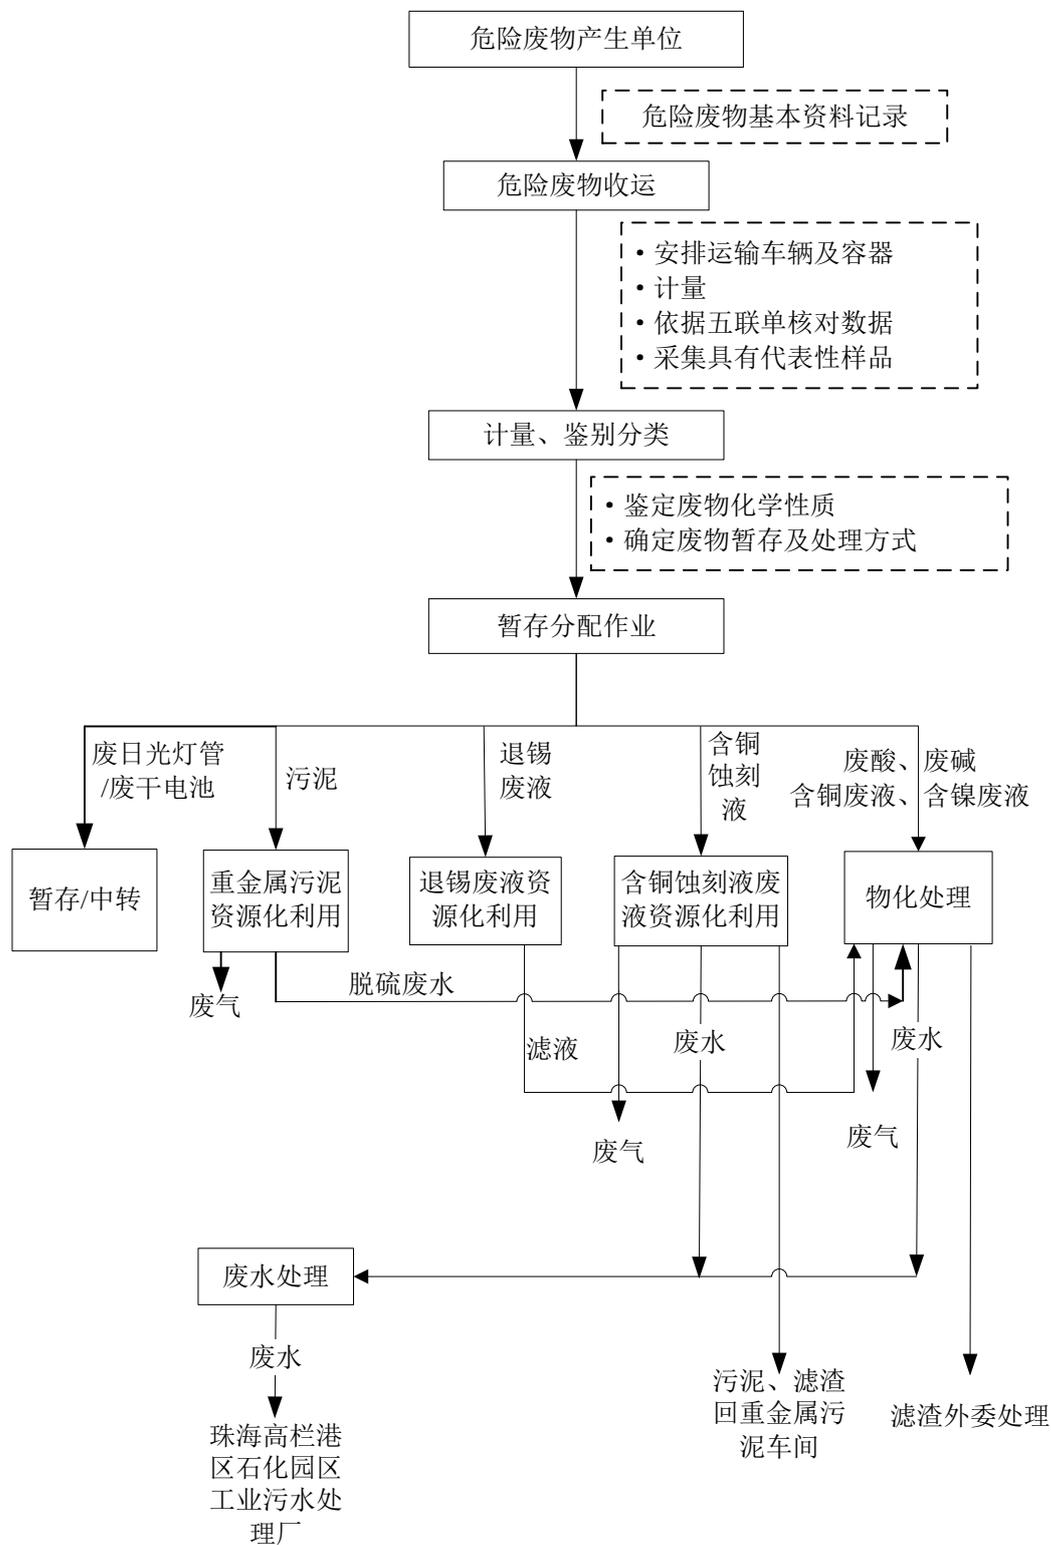 危险废物产生单位
危险废物基本资料记录
危险废物收运
•安排运输车辆及容器
•计量
•依据五联单核对数据
•采集具有代表性样品
计量、鉴别分类
•鉴定废物化学性质
•确定废物暂存及处理方式
暂存分配作业
废日光灯管
/废干电池
污泥
退锡
废液
含铜
蚀刻
液
废酸、废碱
含铜废液、含镍废液
暂存/中转
重金属污泥
资源化利用
退锡废液资
源化利用
含铜蚀刻液废
液资源化利用
物化处理
废气
脱硫废水
滤液
废水
废水
废气
废气
废水处理
废水
珠海高栏港
区石化园区
工业污水处
理厂
污泥、滤渣
回重金属污
泥车间
滤渣外委处理